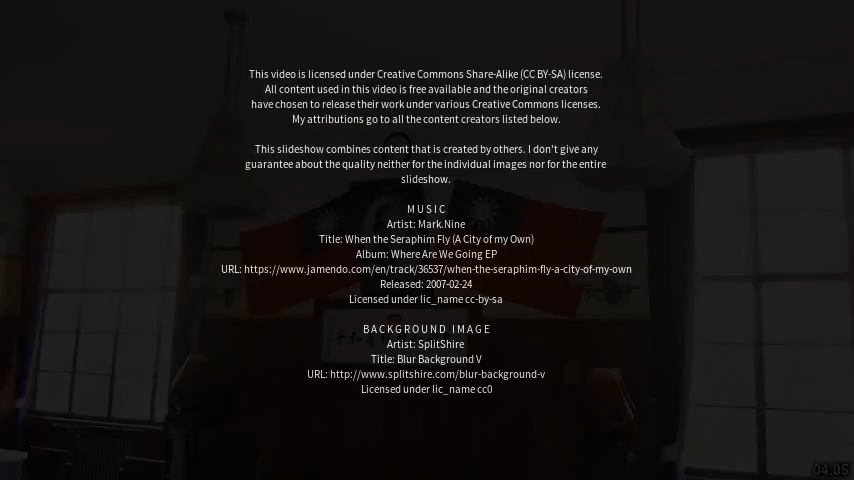 This video is licensed under Creative Commons Share-Alike (CC BY-SA) license.
All content used in this video is free available and the original creators
have chosen to release their work under various Creative Commons licenses.
My attributions go to all the content creators listed below.
This slideshow combines content that is created by others. I don't give any
guarantee about the quality neither for the individual images nor for the entire
slideshow.
MUSIC
Artist: Mark.Nine
Title: When the Seraphim Fly (A City of my Own)
Album: Where Are We Going EP
URL: https://www.jamendo.com/en/track/36537/when-the-seraphim-fly-a-city-of-my-own
Released: 2007-02-24
Licensed under lic_name cc-by-sa
BACKGROUND IMAGE
Artist: SplitShire
Title: Blur Background V
URL: http://www.splitshire.com/blur-background-v
Licensed under lic_name cc0
04:05